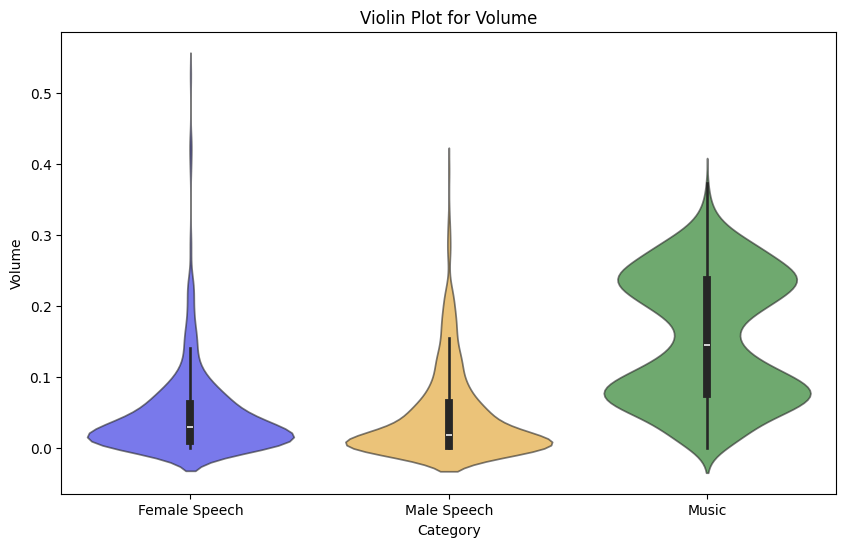 Violin Plot for Volume
Volume
0.5
0.4
0.3
0.2
0.1
0.0
Female Speech
Male Speech
Music
Category